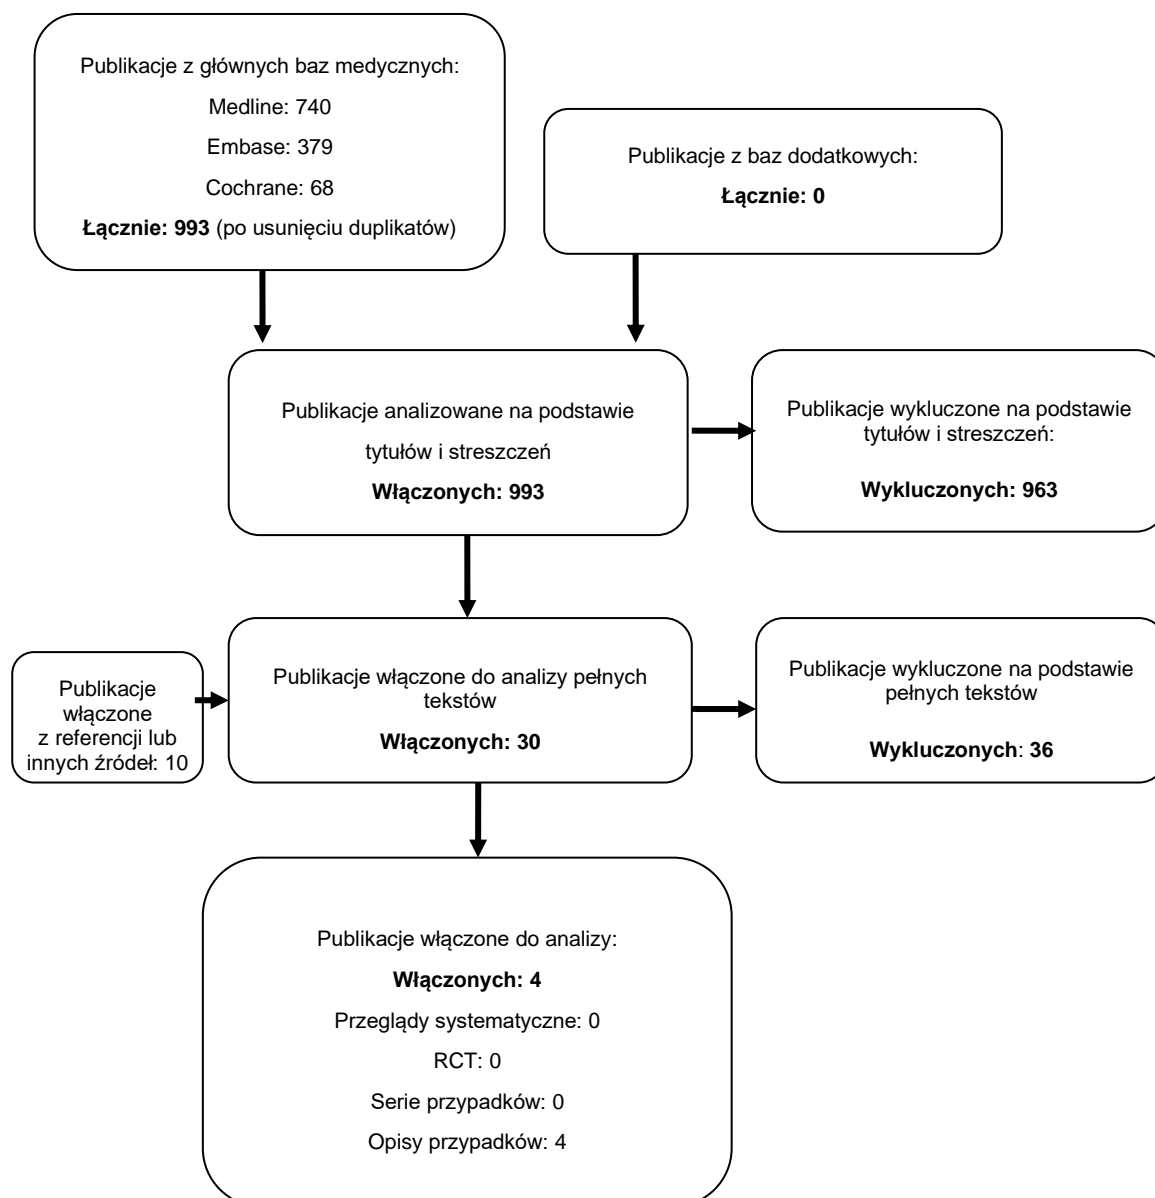 Publikacje z głównych baz medycznych:
Medline: 740
Embase: 379
Cochrane: 68
Łącznie: 993 (po usunięciu duplikatów)
Publikacje z baz dodatkowych:
Łącznie: 0
Publikacje analizowane na podstawie
tytułów i streszczeń
Włączonych: 993
Publikacje wykluczone na podstawie
tytułów i streszczeń:
Wykluczonych: 963
Publikacje
włączone
z referencji lub
innych źródeł: 10
Publikacje włączone do analizy pełnych
tekstów
Włączonych: 30
Publikacje wykluczone na podstawie
pełnych tekstów
Wykluczonych: 36
Publikacje włączone do analizy:
Włączonych: 4
Przeglądy systematyczne: 0
RCT: 0
Serie przypadków: 0
Opisy przypadków: 4